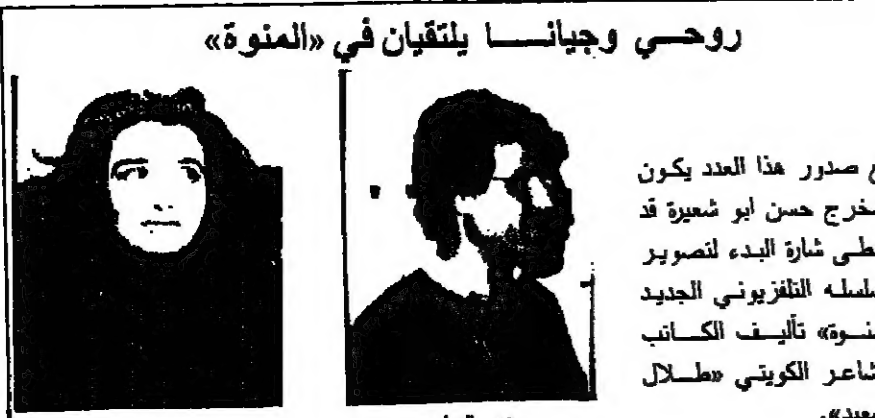 روحي وجيانا يلتقيان في «المنوة»
صدور هذا العدد يكون
حسن ابو شعيرة قد
شارة البدء لتصوير
التلفزيوني الجديد
تأليف الكاتب
الكويتي «طلال